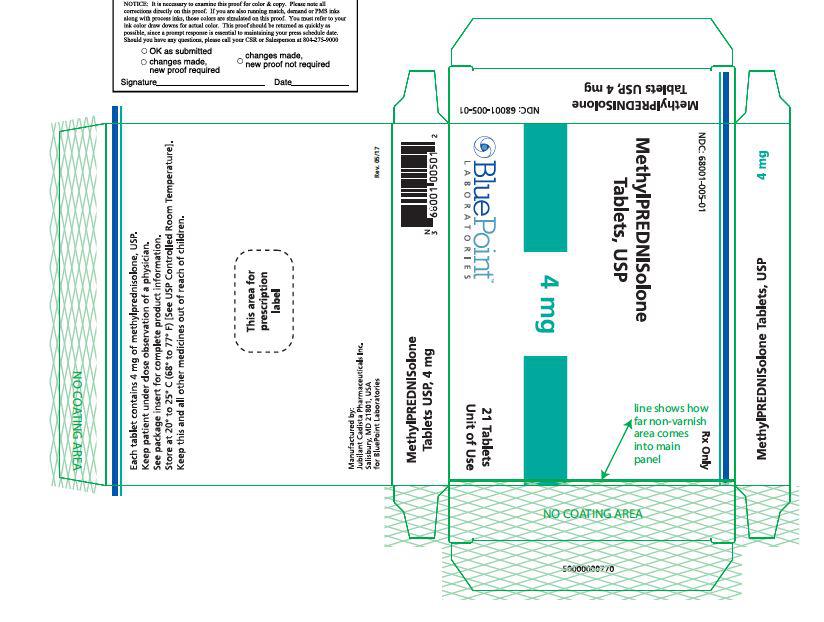 NOTICE: It is necessary to examine this proof for color & copy. Please note all
corrections directly on this proof. If you are also running match, demand or PMS inks
along with process inks, those colors are simulated on this proof. You must refer to your
ink color draw downs for actual color. This proof should be returned as quickly as
possible, since a prompt response is essential to maintaining your press schedule date.
Should you have any questions, please call your CSR or Salesperson at 804-275-9000
OK as submitted
changes made,
new proof required
changes made,
new proof not required
Signature
Date
NO COATING AREA
Each tablet contains 4 mg of methylprednisolone, USP.
Keep patient under close observation of a physician.
See package insert for complete product information.
Store at 20° to 25° C (68° to 77° F) [See USP Controlled Room Temperature].
Keep this and all other medicines out of reach of children.
This area for
prescription
label
Rev. 05/17
Manufactured by:
Jubilant Cadista Pharmaceuticals Inc.
Salisbury, MD 21801, USA
for BluePoint Laboratories
N
3 68001 00501 2
MethylPREDNISolone
Tablets USP, 4 mg
NDC: 68001-005-01
MethylPREDNISolone
Tablets USP, 4 mg
BluePoint™
LABORATORIES
21 Tablets
Unit of Use
4 mg
MethylPREDNISolone
Tablets, USP
NDC: 68001-005-01
Rx Only
line shows how
far non-varnish
area comes
into main
panel
NO COATING AREA
50000000770
4 mg
MethylPREDNISolone Tablets, USP